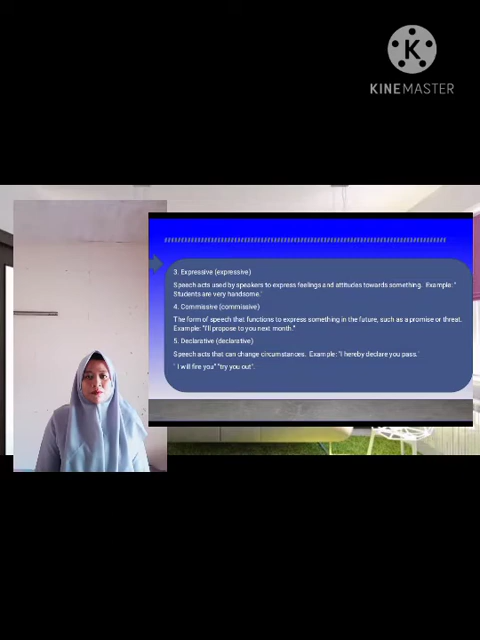 K
KINEMASTER
3. Expressive (expressive)
Speech acts used by speakers to express feelings and attitudes towards something. Example: "
Students are very handsome.'
4. Commissive (commissive)
The form of speech that functions to express something in the future, such as a promise or threat.
Example: "I'll propose to you next month."
5. Declarative (declarative)
Speech acts that can change circumstances. Example: "I hereby declare you pass.'
' I will fire you" "try you out".